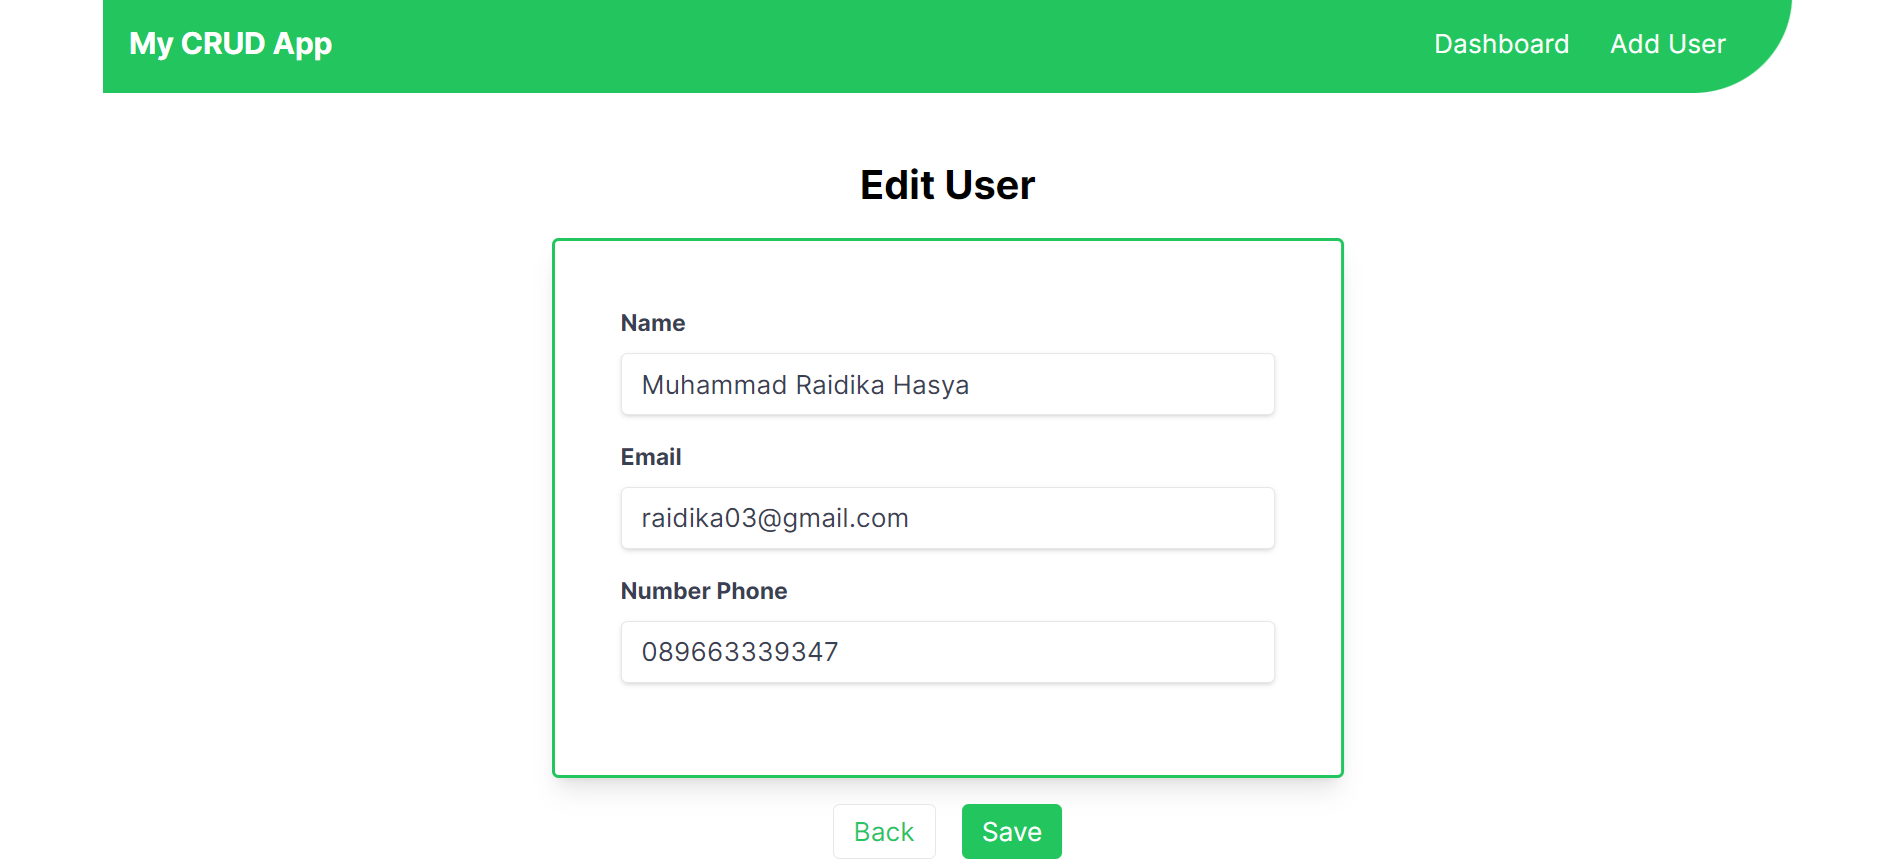 My CRUD App
Dashboard
Add User
Edit User
Name
Muhammad Raidika Hasya
Email
raidika03@gmail.com
Number Phone
089663339347
Back
Save